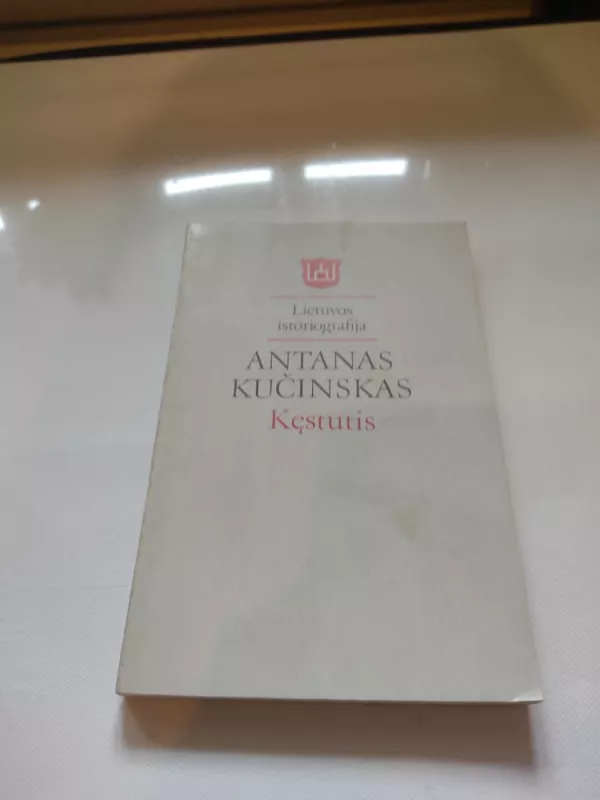 Lietuvos
istoriografija
ANTANAS
KUČINSKAS
Kęstutis